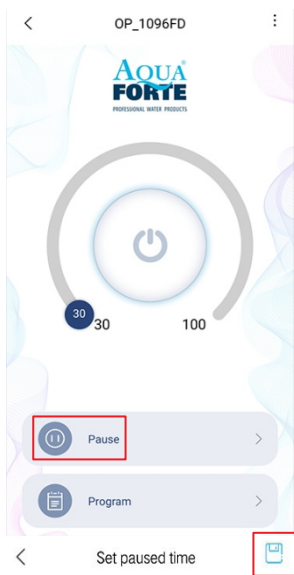 OP_1096FD
AQUA
FORTE
PROFESSIONAL WATER PRODUCTS
30
30
100
Pause
Program
Set paused time